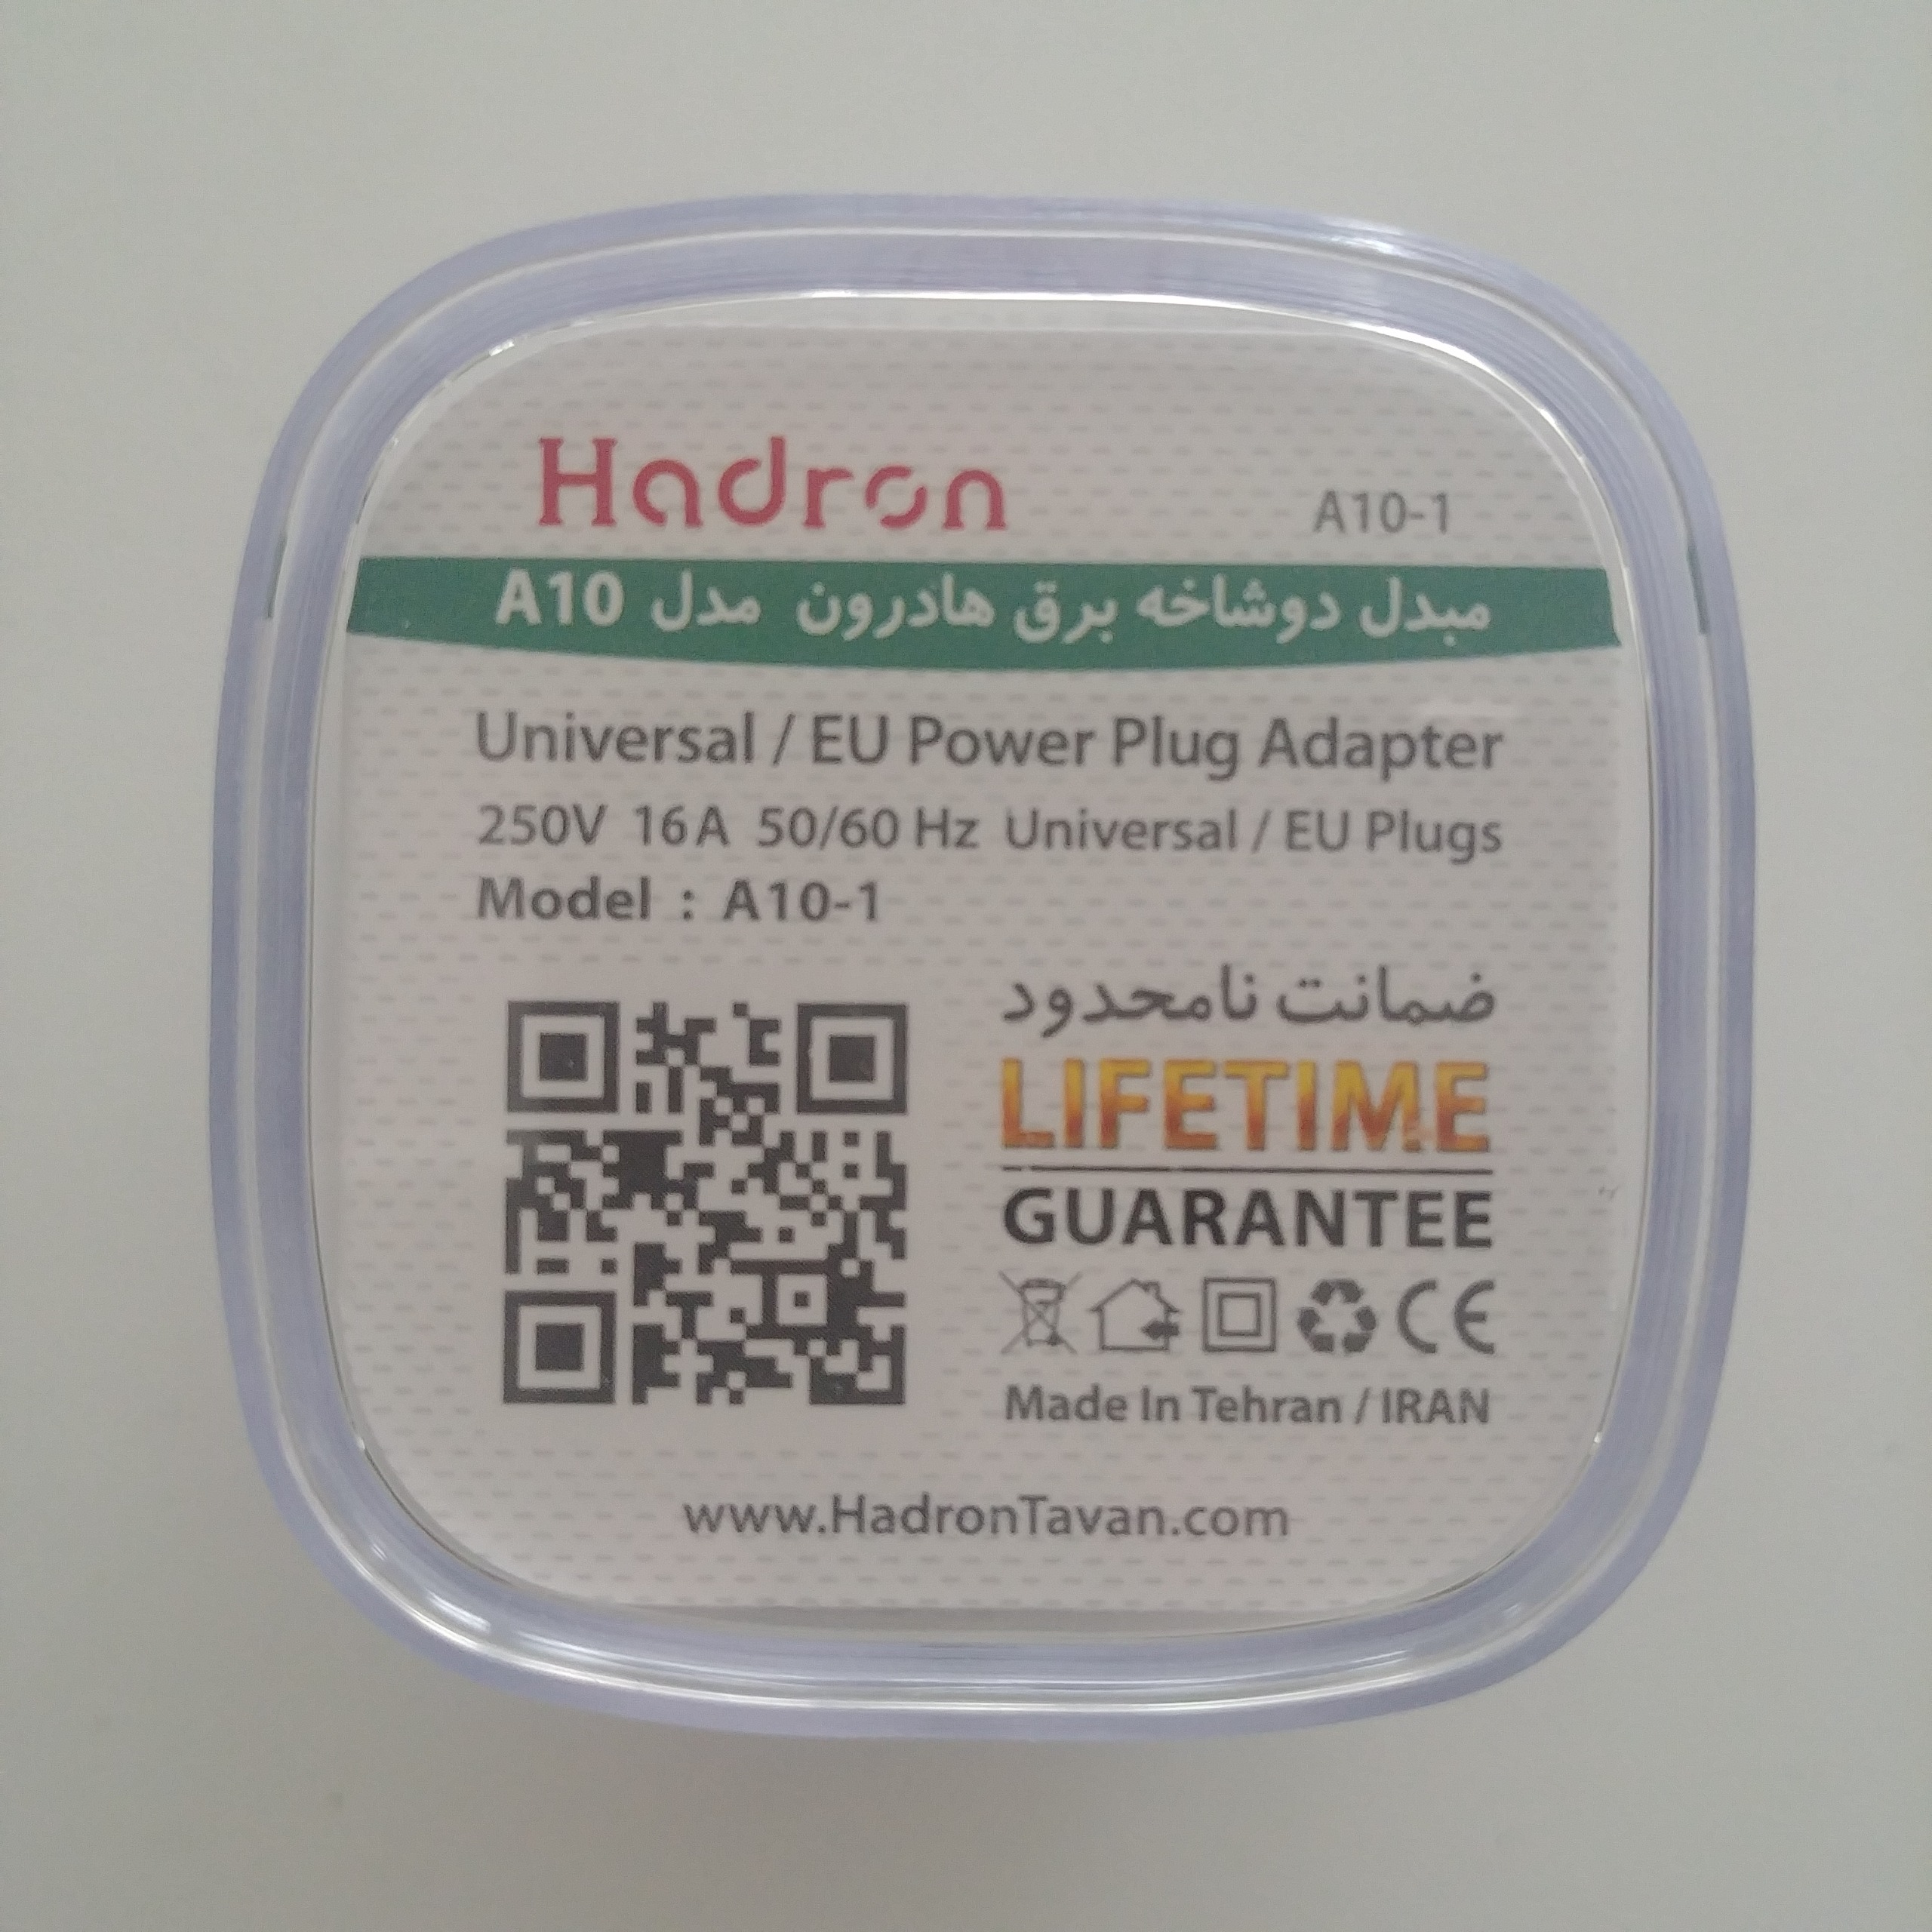 Hadron
A10-1
مبدل دوشاخه برق هادرون مدل A10
Universal / EU Power Plug Adapter
250V 16A 50/60 Hz Universal / EU Plugs
Model : A10-1
ضمانت نامحدود
LIFETIME
GUARANTEE
CE
Made In Tehran / IRAN
www.HadronTavan.com